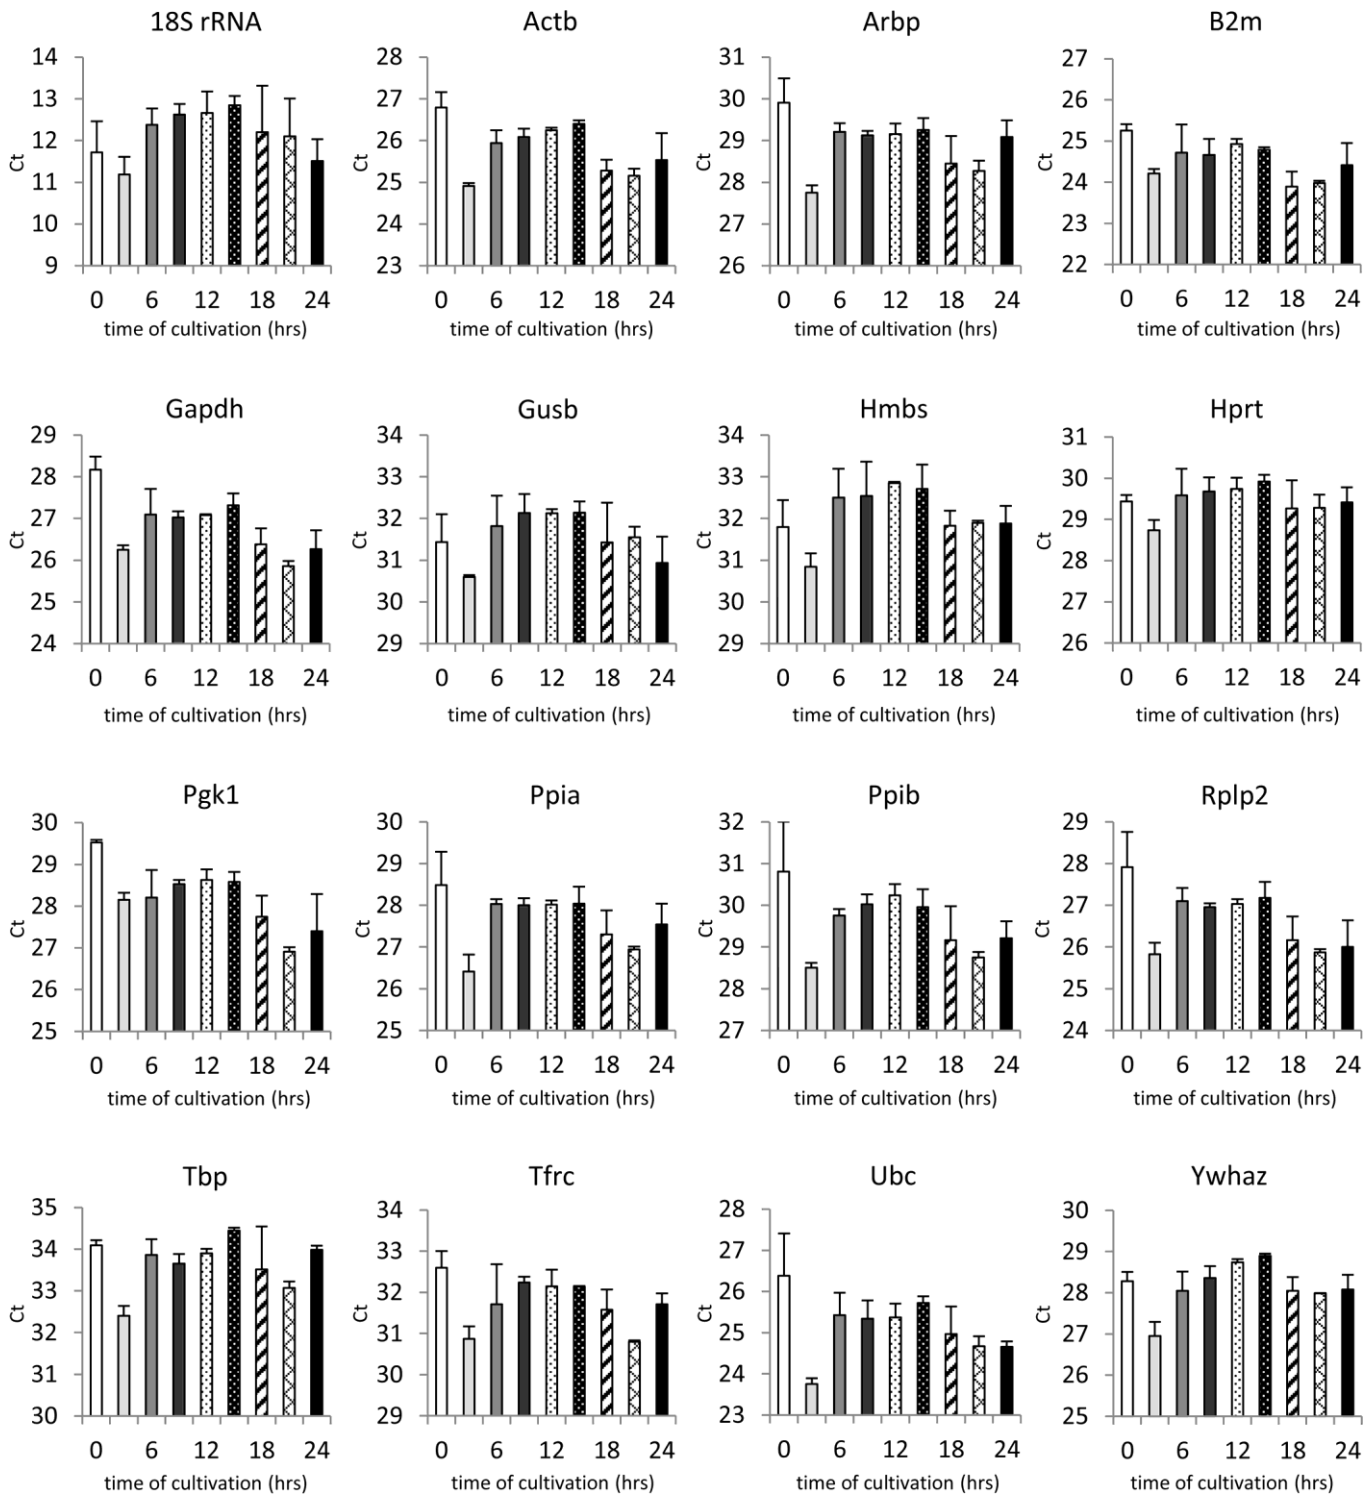 18S rRNA
14
13
12
11
10
9
Ct
0 6 12 18 24
time of cultivation (hrs)
Actb
28
27
26
25
24
23
Ct
0 6 12 18 24
time of cultivation (hrs)
Arbp
31
30
29
28
27
26
Ct
0 6 12 18 24
time of cultivation (hrs)
B2m
27
26
25
24
23
22
Ct
0 6 12 18 24
time of cultivation (hrs)
Gapdh
29
28
27
26
25
24
Ct
0 6 12 18 24
time of cultivation (hrs)
Gusb
34
33
32
31
30
29
Ct
0 6 12 18 24
time of cultivation (hrs)
Hmbs
34
33
32
31
30
29
Ct
0 6 12 18 24
time of cultivation (hrs)
Hprt
31
30
29
28
27
26
Ct
0 6 12 18 24
time of cultivation (hrs)
Pgk1
30
29
28
27
26
25
Ct
0 6 12 18 24
time of cultivation (hrs)
Ppia
30
29
28
27
26
25
Ct
0 6 12 18 24
time of cultivation (hrs)
Ppib
32
31
30
29
28
27
Ct
0 6 12 18 24
time of cultivation (hrs)
Rplp2
29
28
27
26
25
24
Ct
0 6 12 18 24
time of cultivation (hrs)
Tbp
35
34
33
32
31
30
Ct
0 6 12 18 24
time of cultivation (hrs)
Tfrc
34
33
32
31
30
29
Ct
0 6 12 18 24
time of cultivation (hrs)
Ubc
28
27
26
25
24
23
Ct
0 6 12 18 24
time of cultivation (hrs)
Ywhaz
30
29
28
27
26
25
Ct
0 6 12 18 24
time of cultivation (hrs)